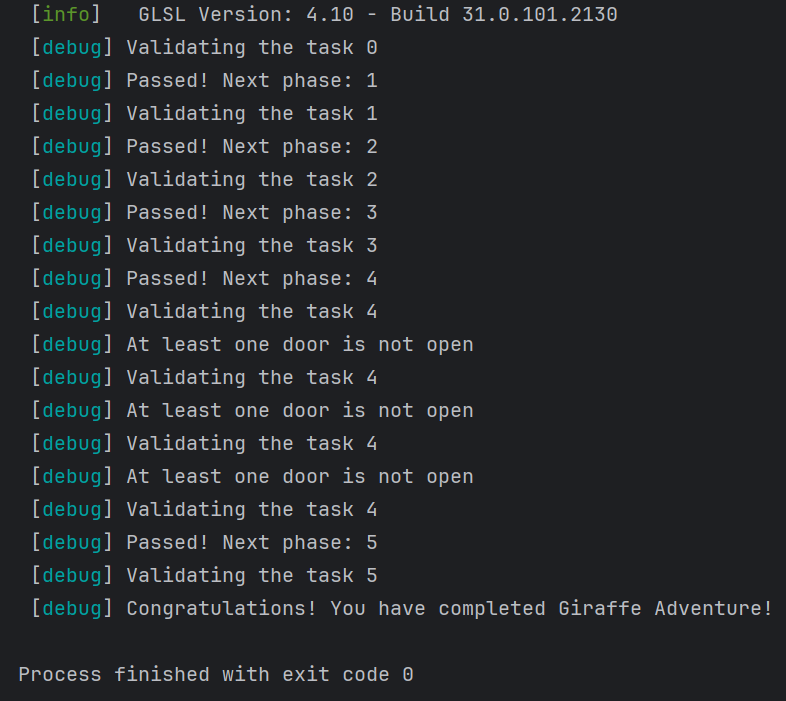 [info]   GLSL Version: 4.10 - Build 31.0.101.2130
[debug] Validating the task 0
[debug] Passed! Next phase: 1
[debug] Validating the task 1
[debug] Passed! Next phase: 2
[debug] Validating the task 2
[debug] Passed! Next phase: 3
[debug] Validating the task 3
[debug] Passed! Next phase: 4
[debug] Validating the task 4
[debug] At least one door is not open
[debug] Validating the task 4
[debug] At least one door is not open
[debug] Validating the task 4
[debug] At least one door is not open
[debug] Validating the task 4
[debug] Passed! Next phase: 5
[debug] Validating the task 5
[debug] Congratulations! You have completed Giraffe Adventure!
Process finished with exit code 0